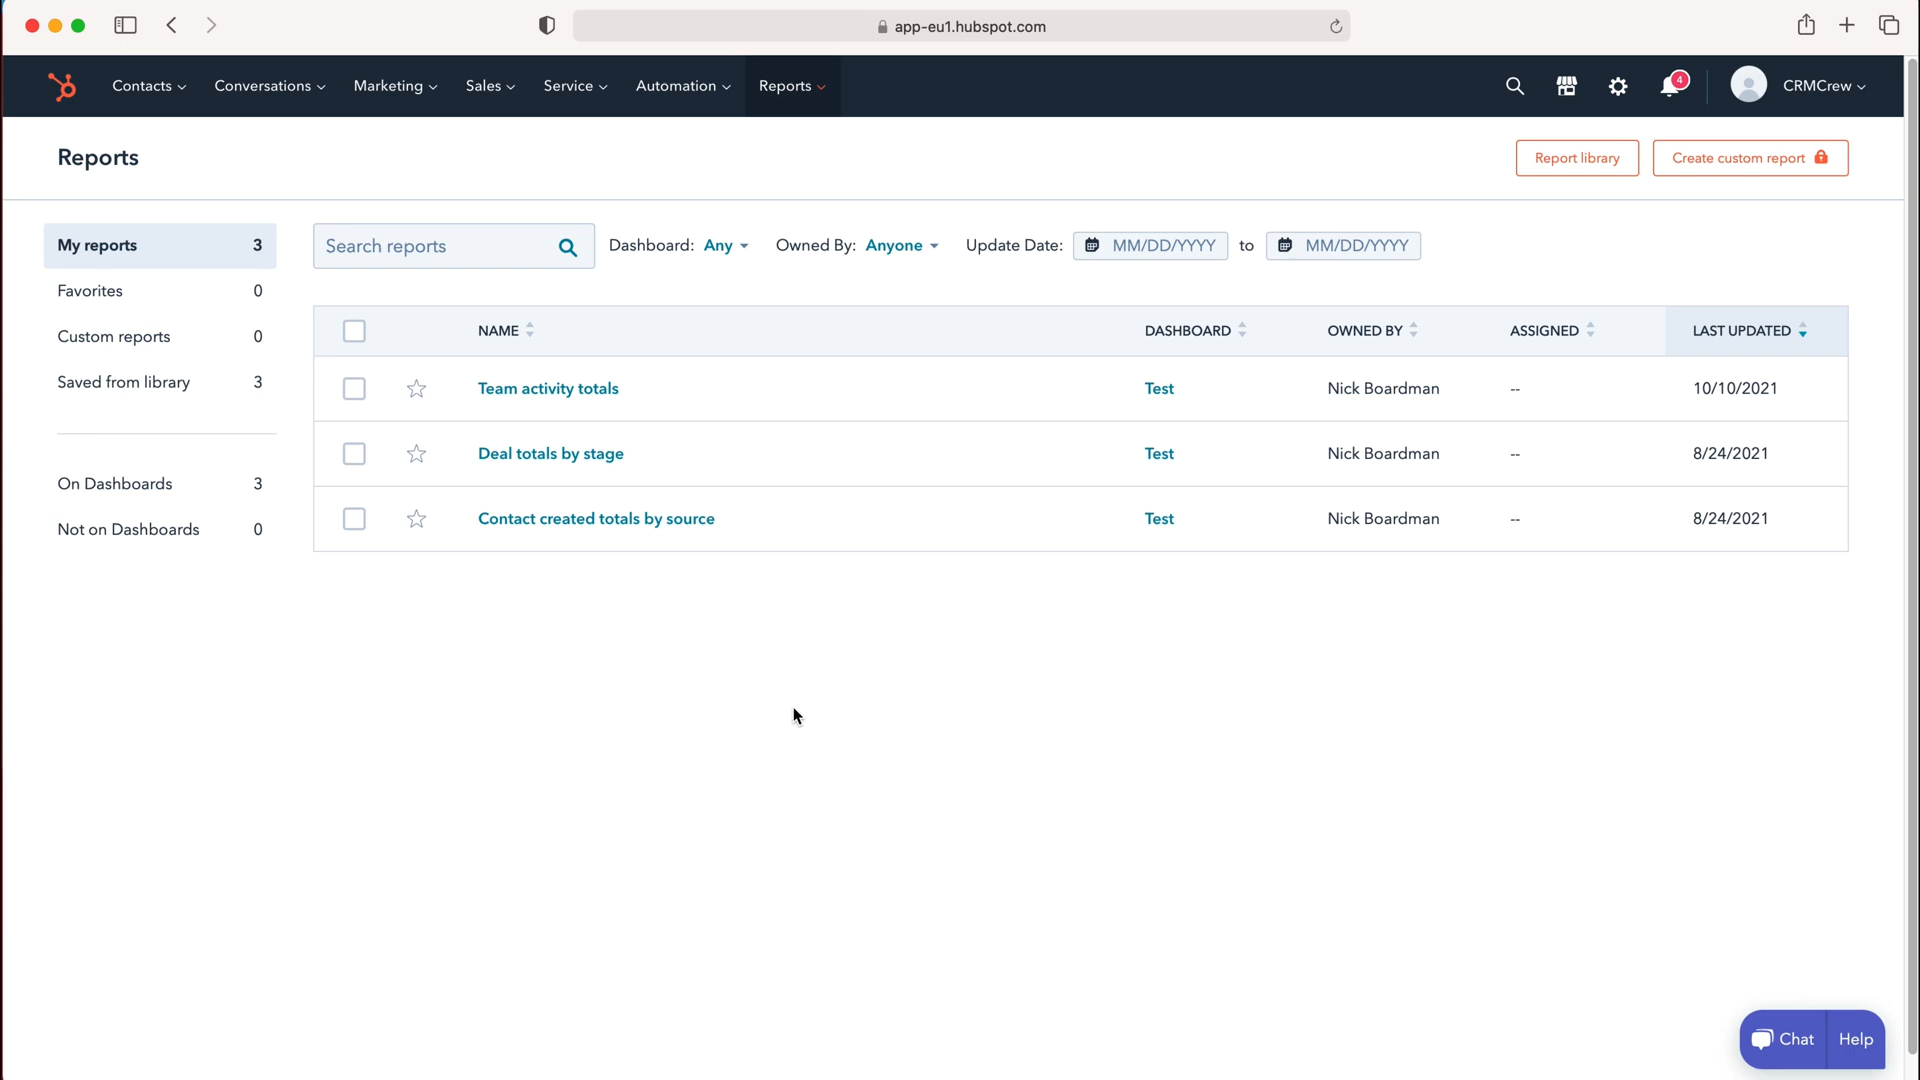 app-eu1.hubspot.com
Contacts Conversations Marketing Sales Service Automation Reports 4 CRMCrew
Reports Report library Create custom report
My reports 3
Favorites 0
Custom reports 0
Saved from library 3
On Dashboards 3
Not on Dashboards 0
Search reports Dashboard: Any Owned By: Anyone Update Date: MM/DD/YYYY to MM/DD/YYYY
NAME DASHBOARD OWNED BY ASSIGNED LAST UPDATED
Team activity totals Test Nick Boardman -- 10/10/2021
Deal totals by stage Test Nick Boardman -- 8/24/2021
Contact created totals by source Test Nick Boardman -- 8/24/2021
Chat Help